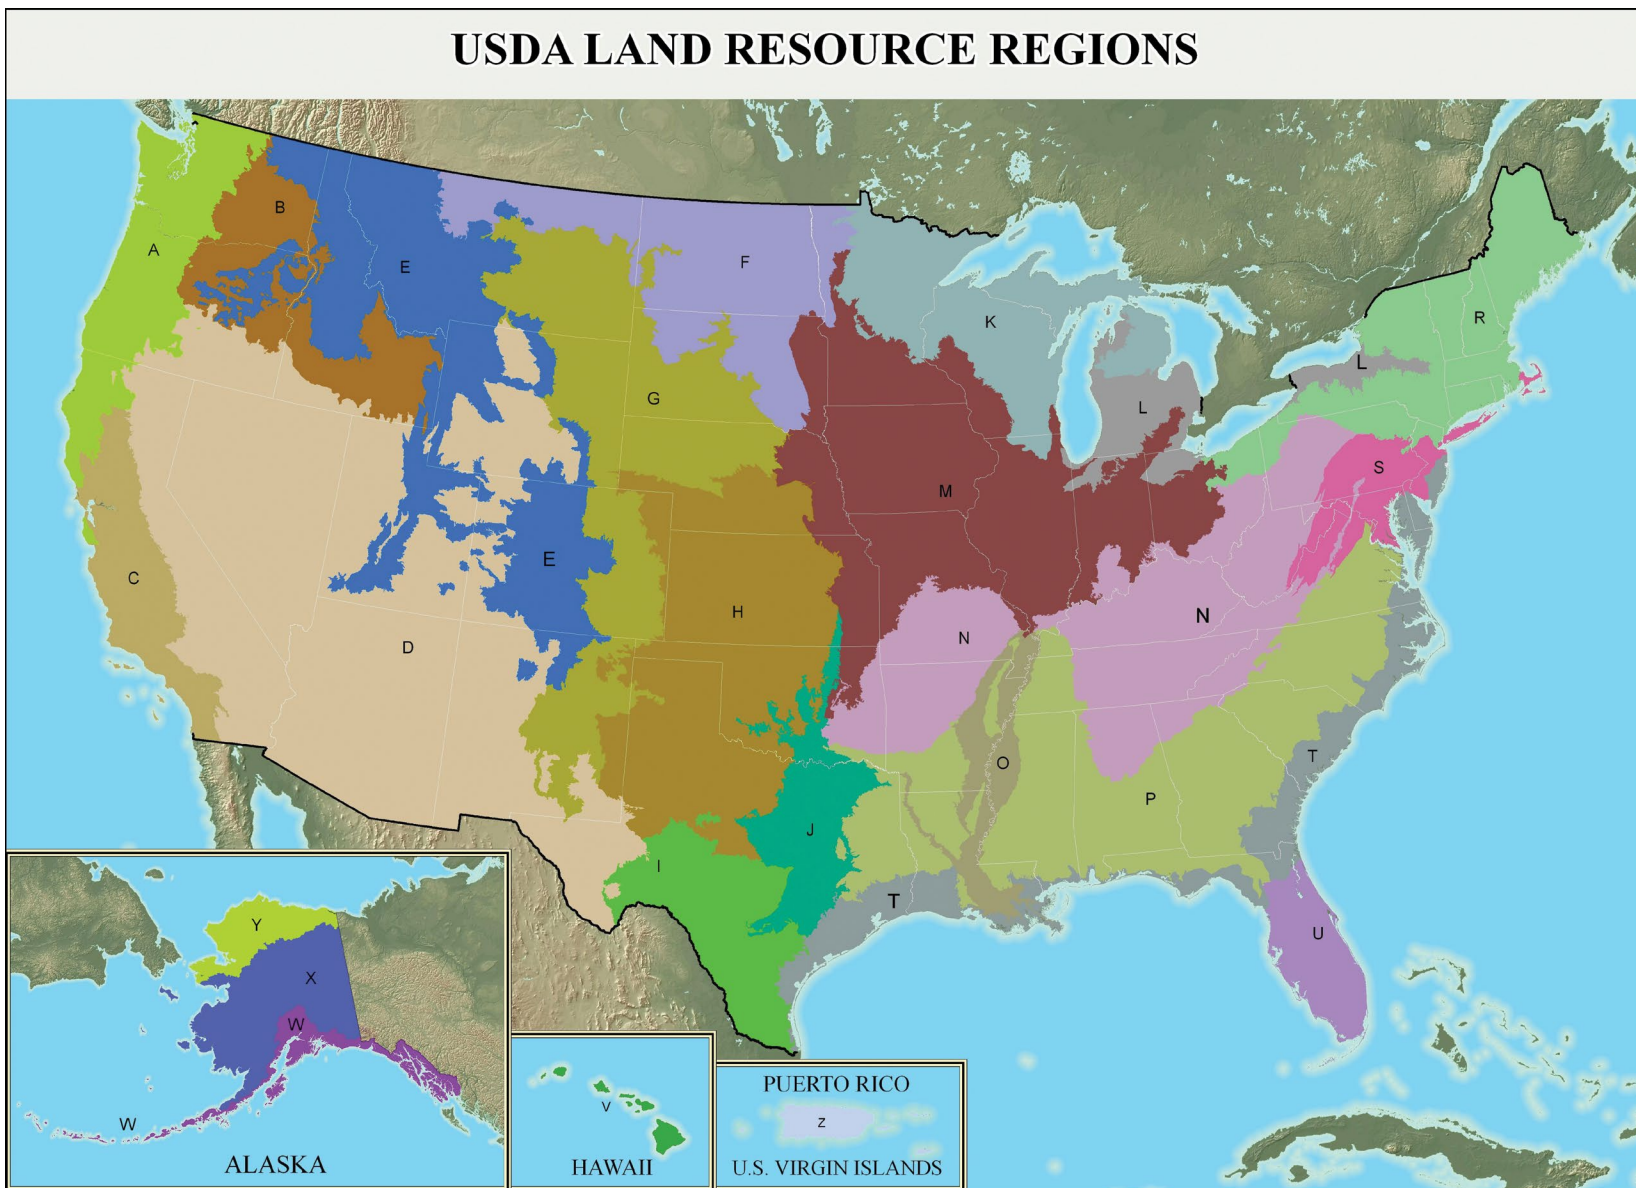 USDA LAND RESOURCE REGIONS
B
A
E
F
R
K
L
G
L
S
M
E
C
H
N
N
D
O
T
P
J
I
T
U
Y
X
W
W
ALASKA
V
HAWAII
PUERTO RICO
Z
U.S. VIRGIN ISLANDS